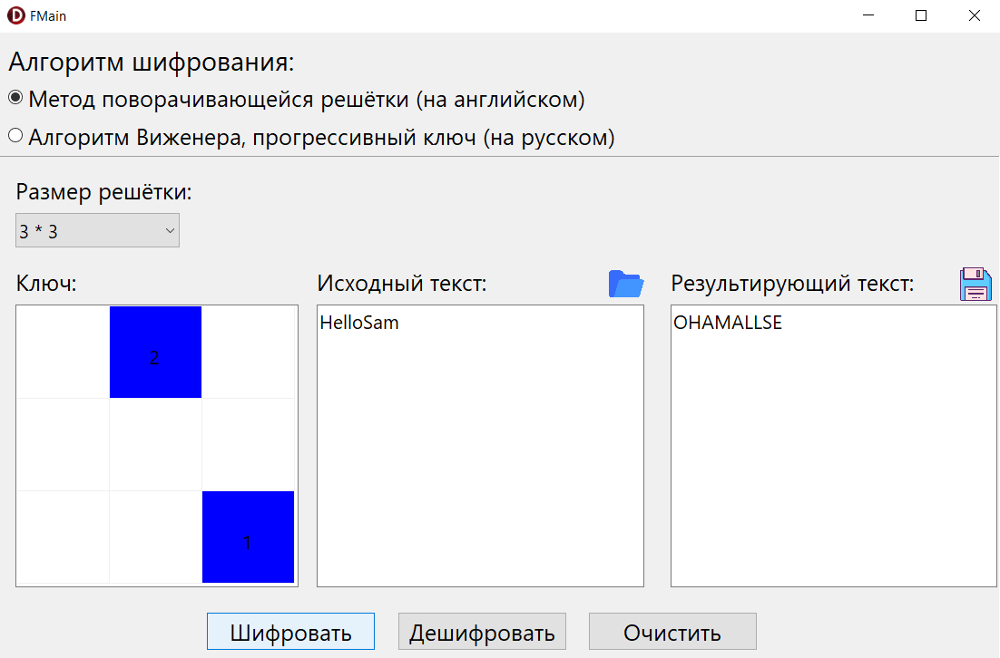 FMain
Алгоритм шифрования:
Метод поворачивающейся решётки (на английском)
Алгоритм Виженера, прогрессивный ключ (на русском)
Размер решётки:
3 * 3
Ключ:
Исходный текст:
Результирующий текст:
2
1
HelloSam
OHAMALLSE
Шифровать
Дешифровать
Очистить